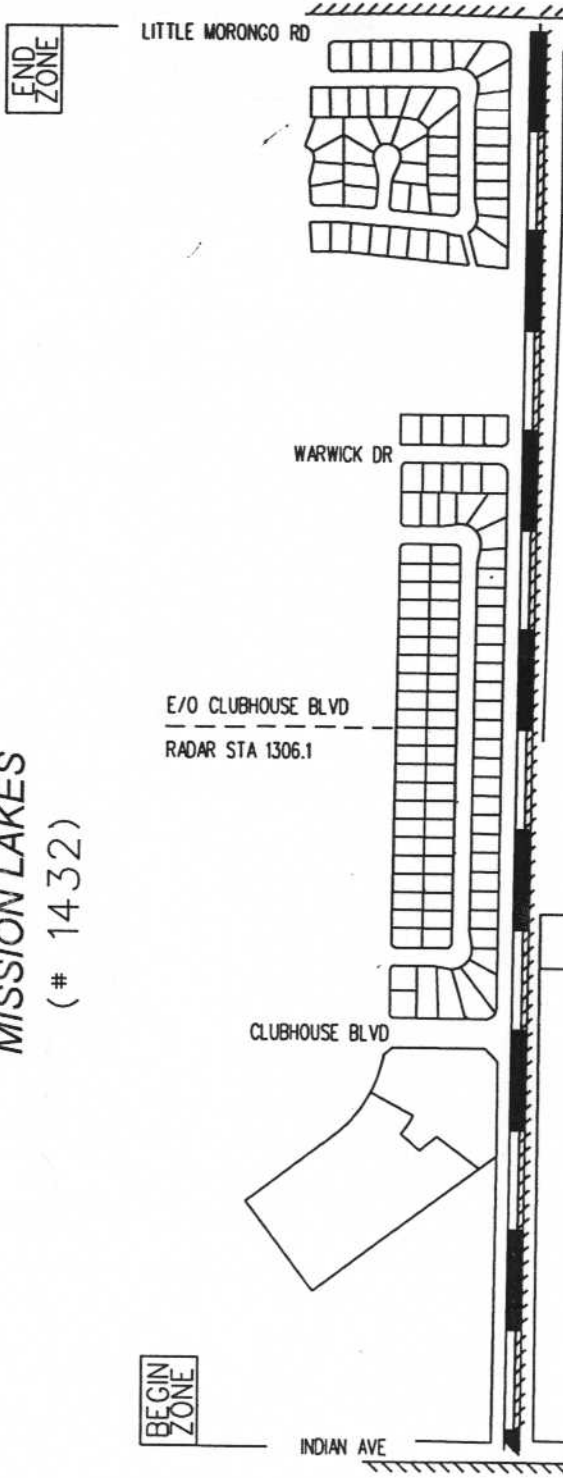 END
ZONE
LITTLE MORONGO RD
WARWICK DR
E/O CLUBHOUSE BLVD
RADAR STA 1306.1
MISSION LAKES
(# 1432)
CLUBHOUSE BLVD
BEGIN
ZONE
INDIAN AVE